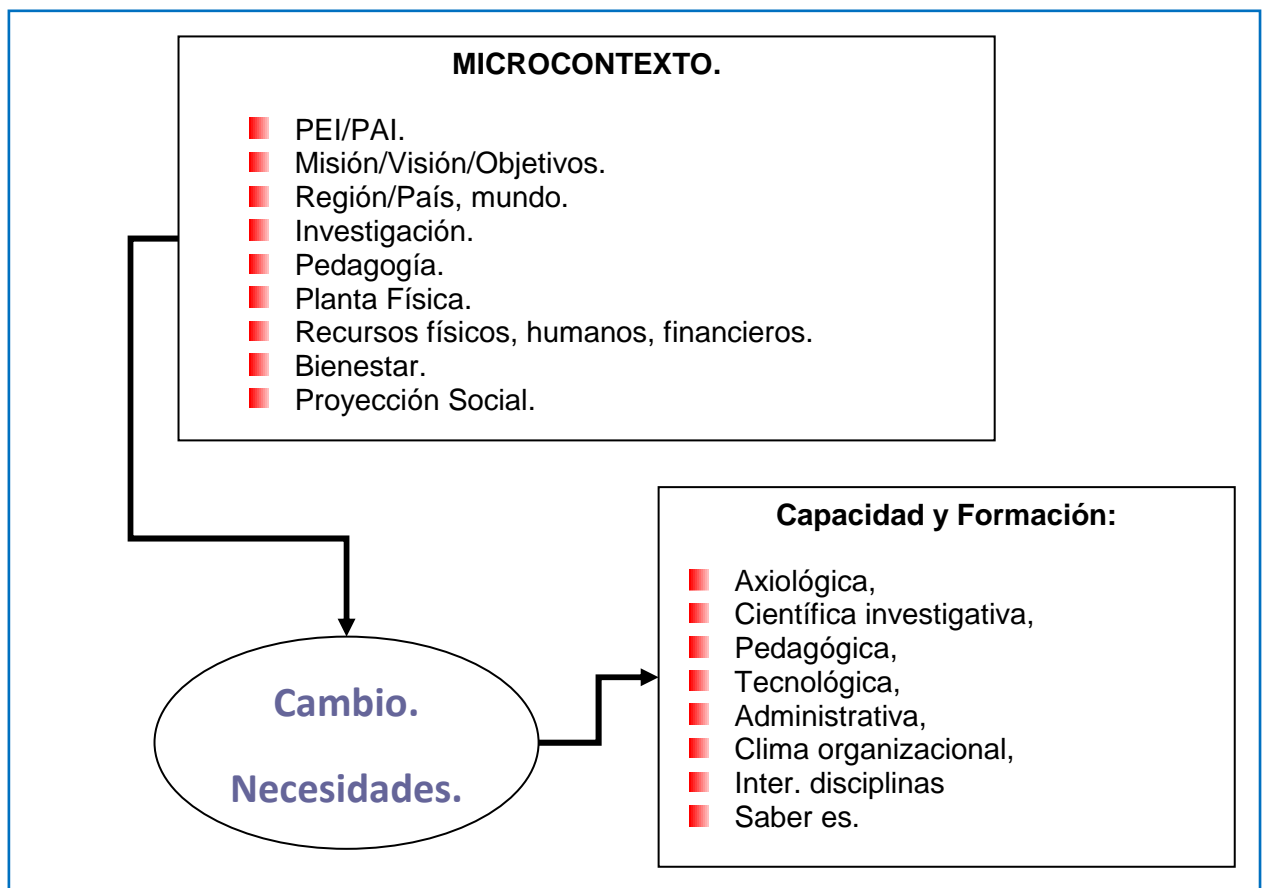 MICROCONTEXTO.
PEI/PAI.
Misión/Visión/Objetivos.
Región/País, mundo.
Investigación.
Pedagogía.
Planta Física.
Recursos físicos, humanos, financieros.
Bienestar.
Proyección Social.
Cambio.
Necesidades.
Capacidad y Formación:
Axiológica,
Científica investigativa,
Pedagógica,
Tecnológica,
Administrativa,
Clima organizacional,
Inter. disciplinas
Saber es.